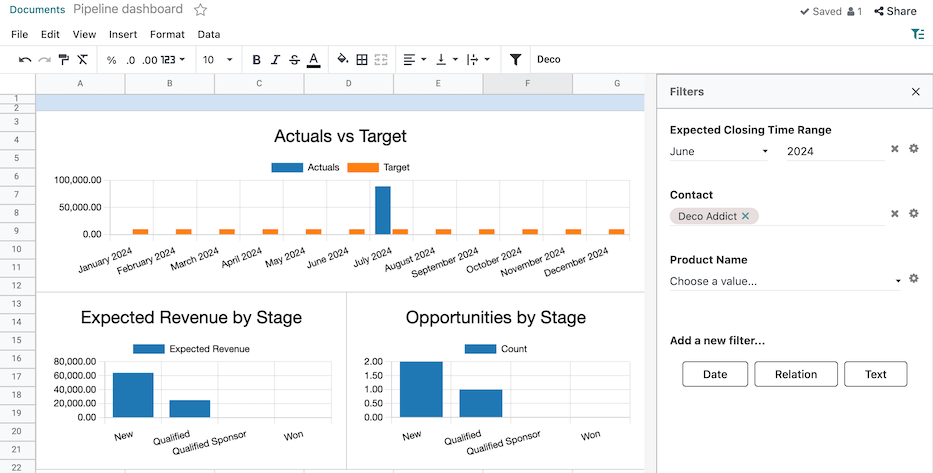 Documents Pipeline dashboard
Saved 1 Share
File Edit View Insert Format Data
% .0 .00 123 10 B I S A Deco
A B C D E F G
Filters
1
2
3
4
5
6
7
8
9
10
11
12
13
14
15
16
17
18
19
20
21
22
Actuals vs Target
Actuals Target
100,000.00
50,000.00
0.00
January 2024 February 2024 March 2024 April 2024 May 2024 June 2024 July 2024 August 2024 September 2024 October 2024 November 2024 December 2024
Expected Revenue by Stage
Expected Revenue
80,000.00
60,000.00
40,000.00
20,000.00
0.00
New Qualified Qualified Sponsor Won
Opportunities by Stage
Count
2.00
1.50
1.00
0.50
0.00
New Qualified Qualified Sponsor Won
Expected Closing Time Range
June 2024
Contact
Deco Addict
Product Name
Choose a value...
Add a new filter...
Date Relation Text